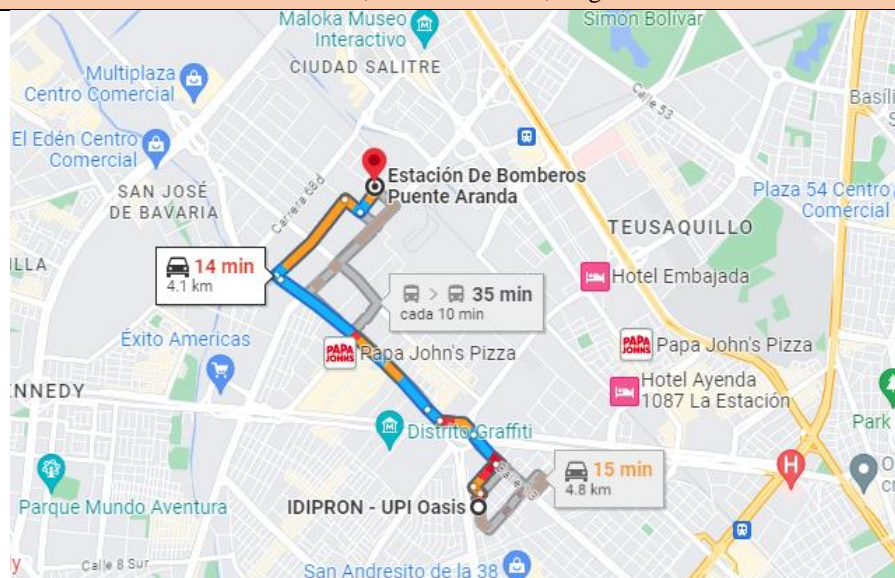 Maloka Museo
Interactivo
Simón Bolívar
CIUDAD SALITRE
Multiplaza
Centro Comercial
Calle 53
El Edén Centro
Comercial
Estación De Bomberos
Puente Aranda
Carrera 68d
SAN JOSÉ
DE BAVARIA
Plaza 54 Centro
Comercial
TEUSAQUILLO
14 min
4.1 km
Hotel Embajada
> 35 min
cada 10 min
Éxito Americas
PAPA JOHNS
Papa John's Pizza
PAPA JOHNS
Papa John's Pizza
Hotel Ayenda
1087 La Estación
Park
Distrito Graffiti
H
15 min
4.8 km
IDIPRON - UPI Oasis
Parque Mundo Aventura
Calle 8 Sur
San Andresito de la 38